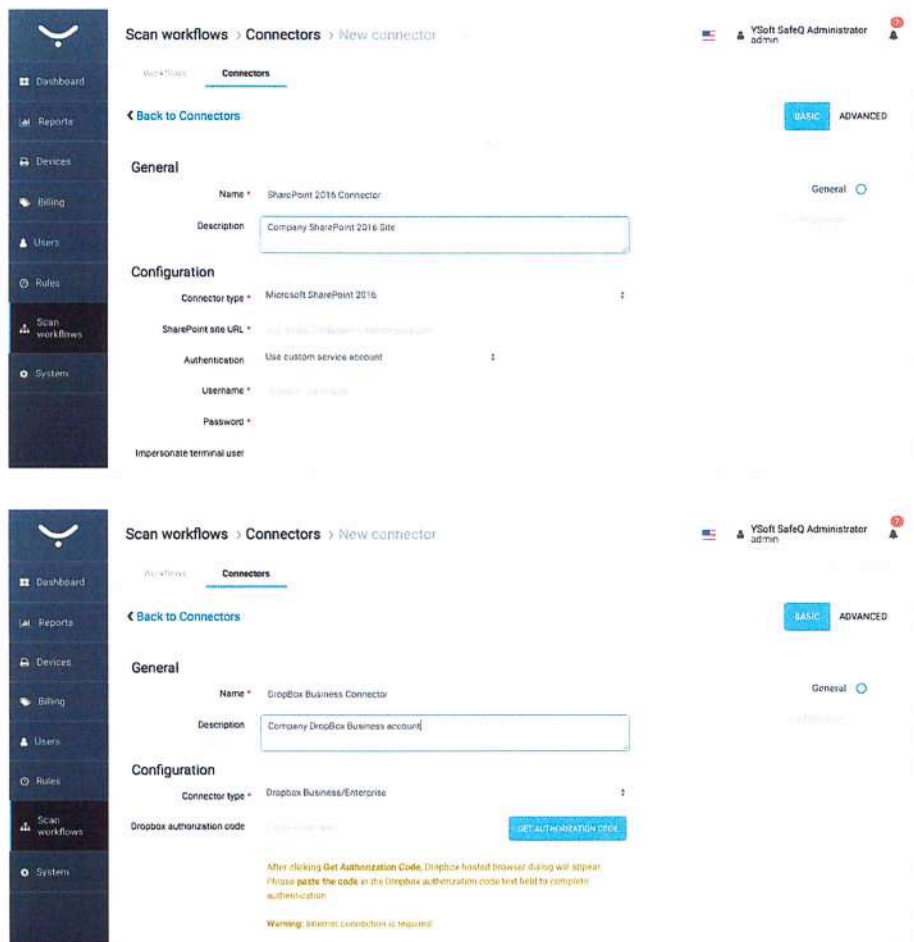 Scan workflows > Connectors > New connector
YSoft SafeQ Administrator
admin
7
Workflows
Connectors
Dashboard
Reports
Devices
Billing
Users
Rules
Scan
workflows
System
Back to Connectors
BASIC
ADVANCED
General
General
Name *
SharePoint 2016 Connector
Description
Company SharePoint 2016 Site
Configuration
Connector type *
Microsoft SharePoint 2016
SharePoint site URL *
Authentication
Use custom service account
Username *
Password *
Impersonate terminal user
Scan workflows > Connectors > New connector
YSoft SafeQ Administrator
admin
7
Workflows
Connectors
Dashboard
Reports
Devices
Billing
Users
Rules
Scan
workflows
System
Back to Connectors
BASIC
ADVANCED
General
General
Name *
DropBox Business Connector
Description
Company DropBox Business account
Configuration
Connector type *
Dropbox Business/Enterprise
Dropbox authorization code
GET AUTHORIZATION CODE
After clicking Get Authorization Code, Dropbox hosted browser dialog will appear.
Please paste the code in the Dropbox authorization code text field to complete
authentication
Warning: Internet connection is required